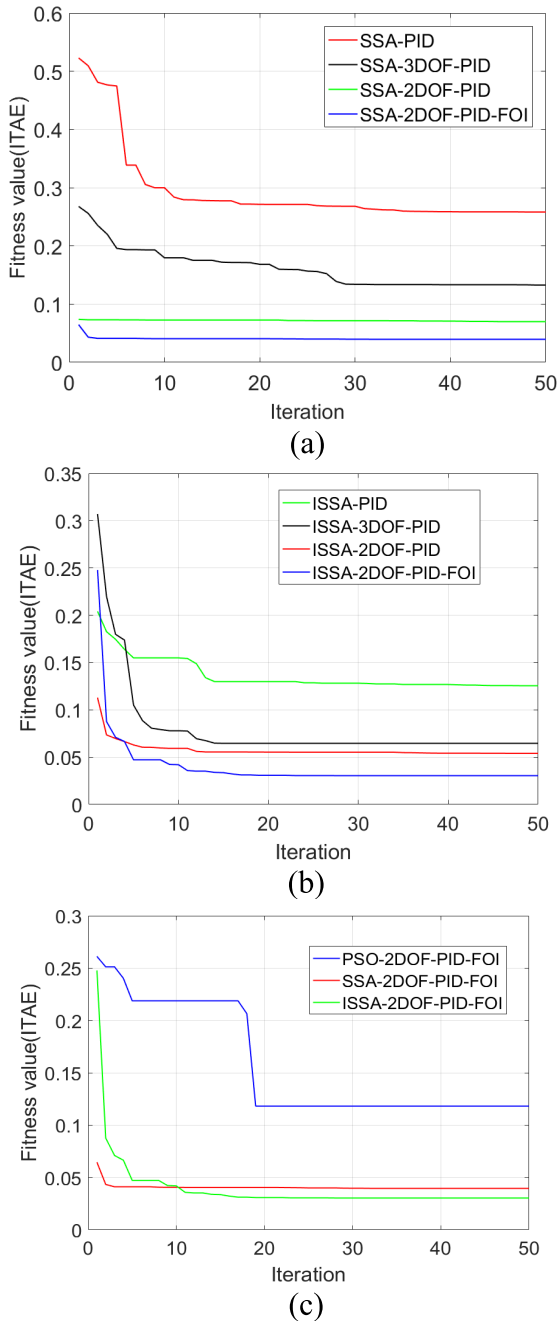 0.6
0.5
0.4
0.3
0.2
0.1
0
Fitness value(ITAE)
SSA-PID
SSA-3DOF-PID
SSA-2DOF-PID
SSA-2DOF-PID-FOI
0 10 20 30 40 50
Iteration
(a)
0.35
0.3
0.25
0.2
0.15
0.1
0.05
0
Fitness value(ITAE)
ISSA-PID
ISSA-3DOF-PID
ISSA-2DOF-PID
ISSA-2DOF-PID-FOI
0 10 20 30 40 50
Iteration
(b)
0.3
0.25
0.2
0.15
0.1
0.05
0
Fitness value(ITAE)
PSO-2DOF-PID-FOI
SSA-2DOF-PID-FOI
ISSA-2DOF-PID-FOI
0 10 20 30 40 50
Iteration
(c)